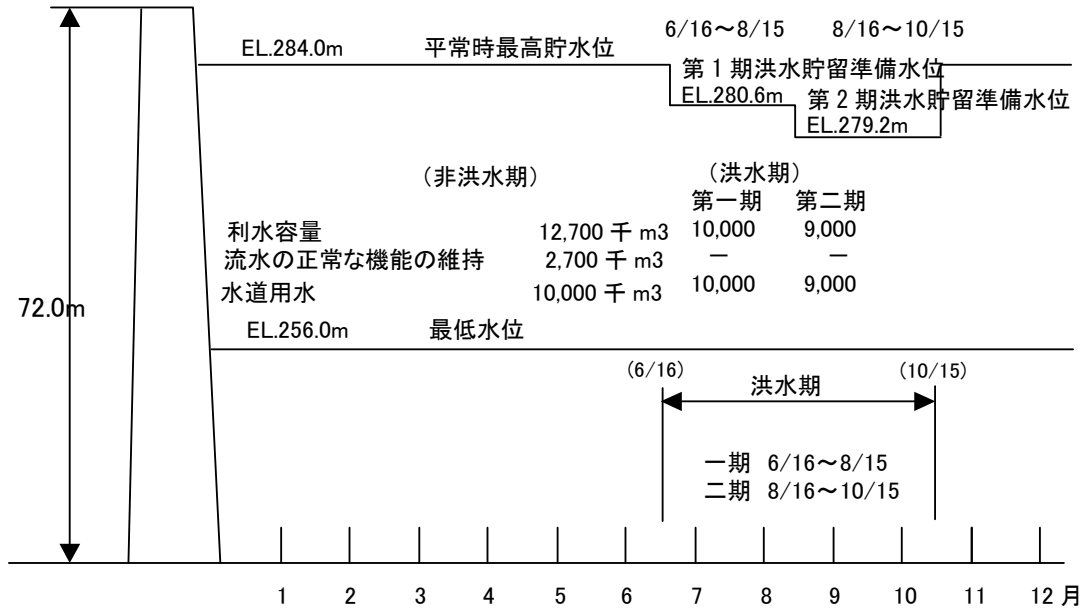 6/16～8/15 8/16～10/15
EL.284.0m 平常時最高貯水位
第１期洪水貯留準備水位
EL.280.6m 第２期洪水貯留準備水位
EL.279.2m
（非洪水期） （洪水期）
第一期 第二期
利水容量 12,700 千 m3 10,000 9,000
流水の正常な機能の維持 2,700 千 m3 － －
水道用水 10,000 千 m3 10,000 9,000
72.0m
EL.256.0m 最低水位
(6/16) (10/15)
洪水期
一期 6/16～8/15
二期 8/16～10/15
1 2 3 4 5 6 7 8 9 10 11 12 月